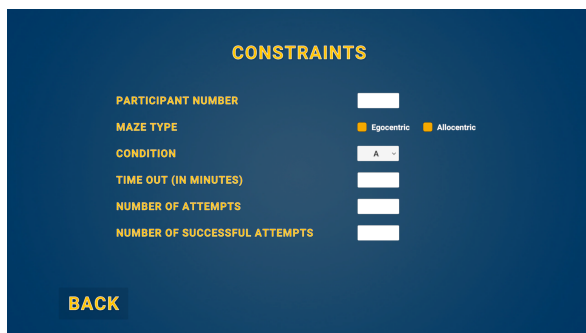 CONSTRAINTS
PARTICIPANT NUMBER
MAZE TYPE Egocentric Allocentric
CONDITION A
TIME OUT (IN MINUTES)
NUMBER OF ATTEMPTS
NUMBER OF SUCCESSFUL ATTEMPTS
BACK